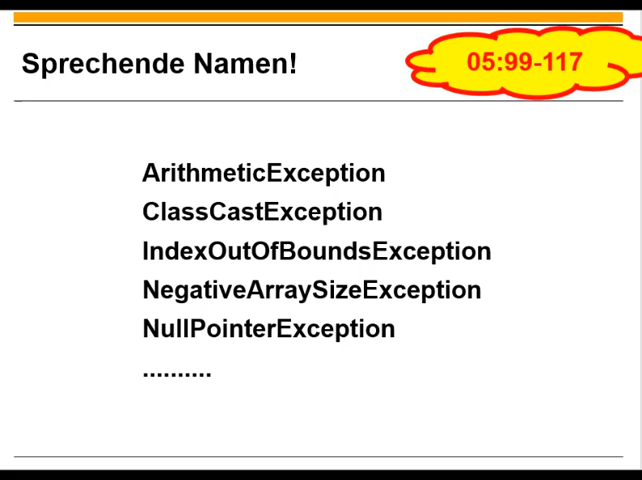 Sprechende Namen!
05:99-117
ArithmeticException
ClassCastException
IndexOutOfBoundsException
NegativeArraySizeException
NullPointerException
..........